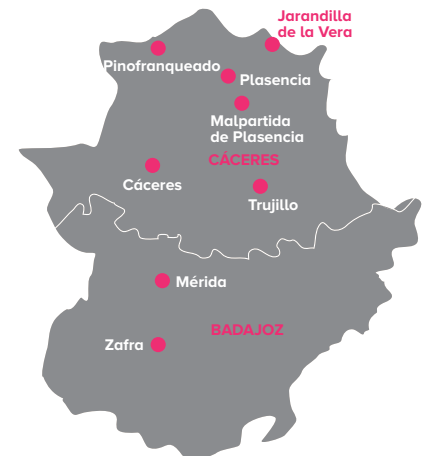 Jarandilla
de la Vera
Pinofranqueado
Plasencia
Malpartida
de Plasencia
CÁCERES
Cáceres
Trujillo
Mérida
BADAJOZ
Zafra